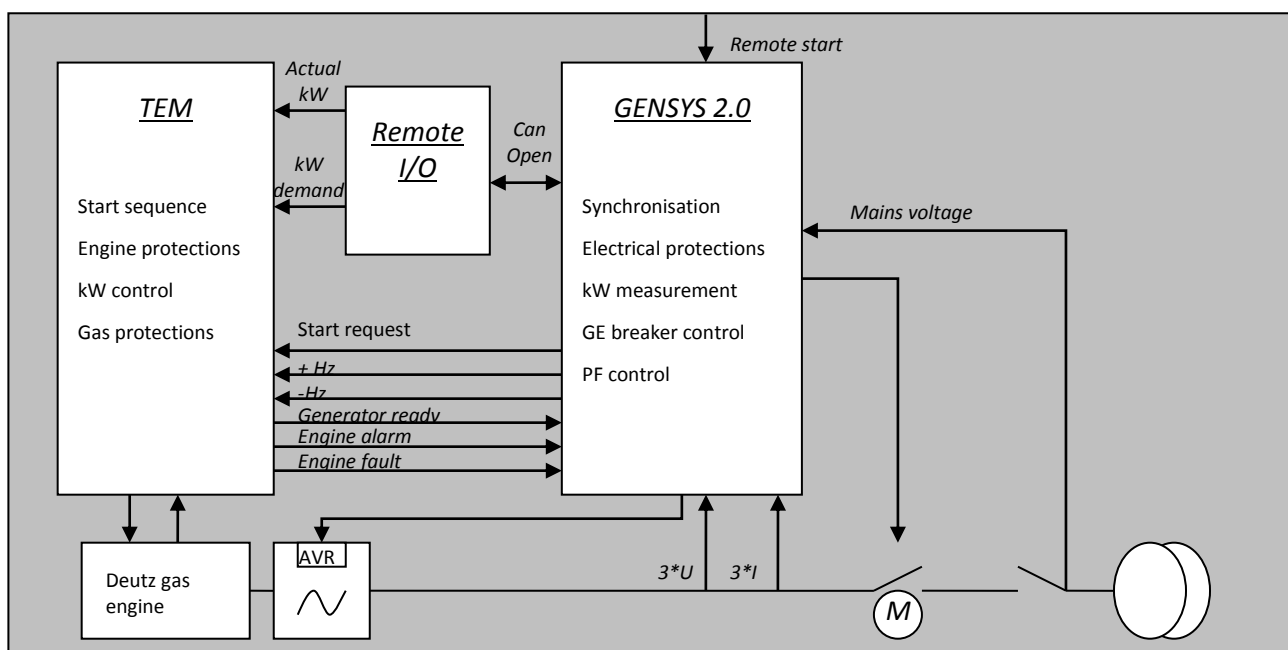 Remote start
Actual
kW
TEM
Remote
I/O
GENSYS 2.0
Can
Open
kW
demand
Start sequence
Engine protections
kW control
Gas protections
Synchronisation
Electrical protections
kW measurement
GE breaker control
PF control
Mains voltage
Start request
+ Hz
-Hz
Generator ready
Engine alarm
Engine fault
AVR
Deutz gas
engine
3*U
3*I
M